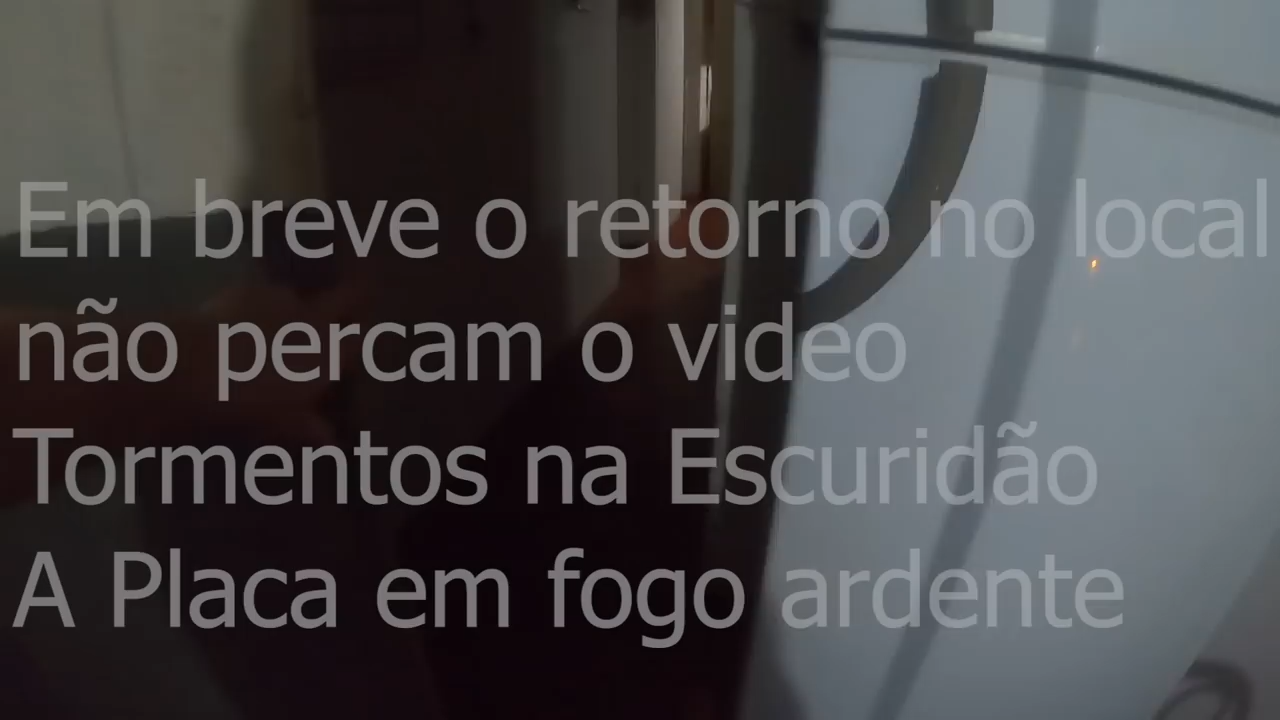 Em breve o retorno no local
não percam o video
Tormentos na Escuridão
A Placa em fogo ardente